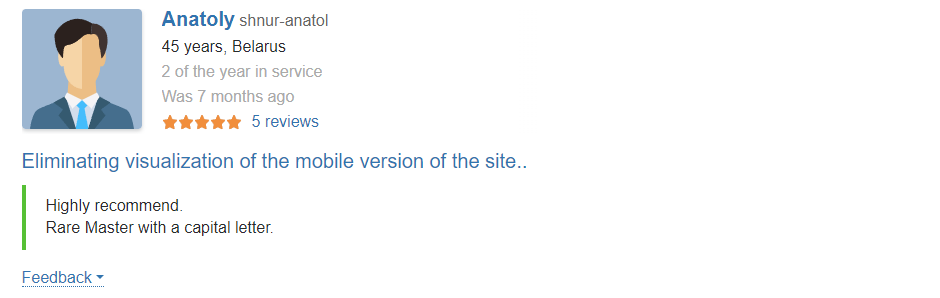 Anatoly shnur-anatol
45 years, Belarus
2 of the year in service
Was 7 months ago
5 reviews
Eliminating visualization of the mobile version of the site..
Highly recommend.
Rare Master with a capital letter.
Feedback